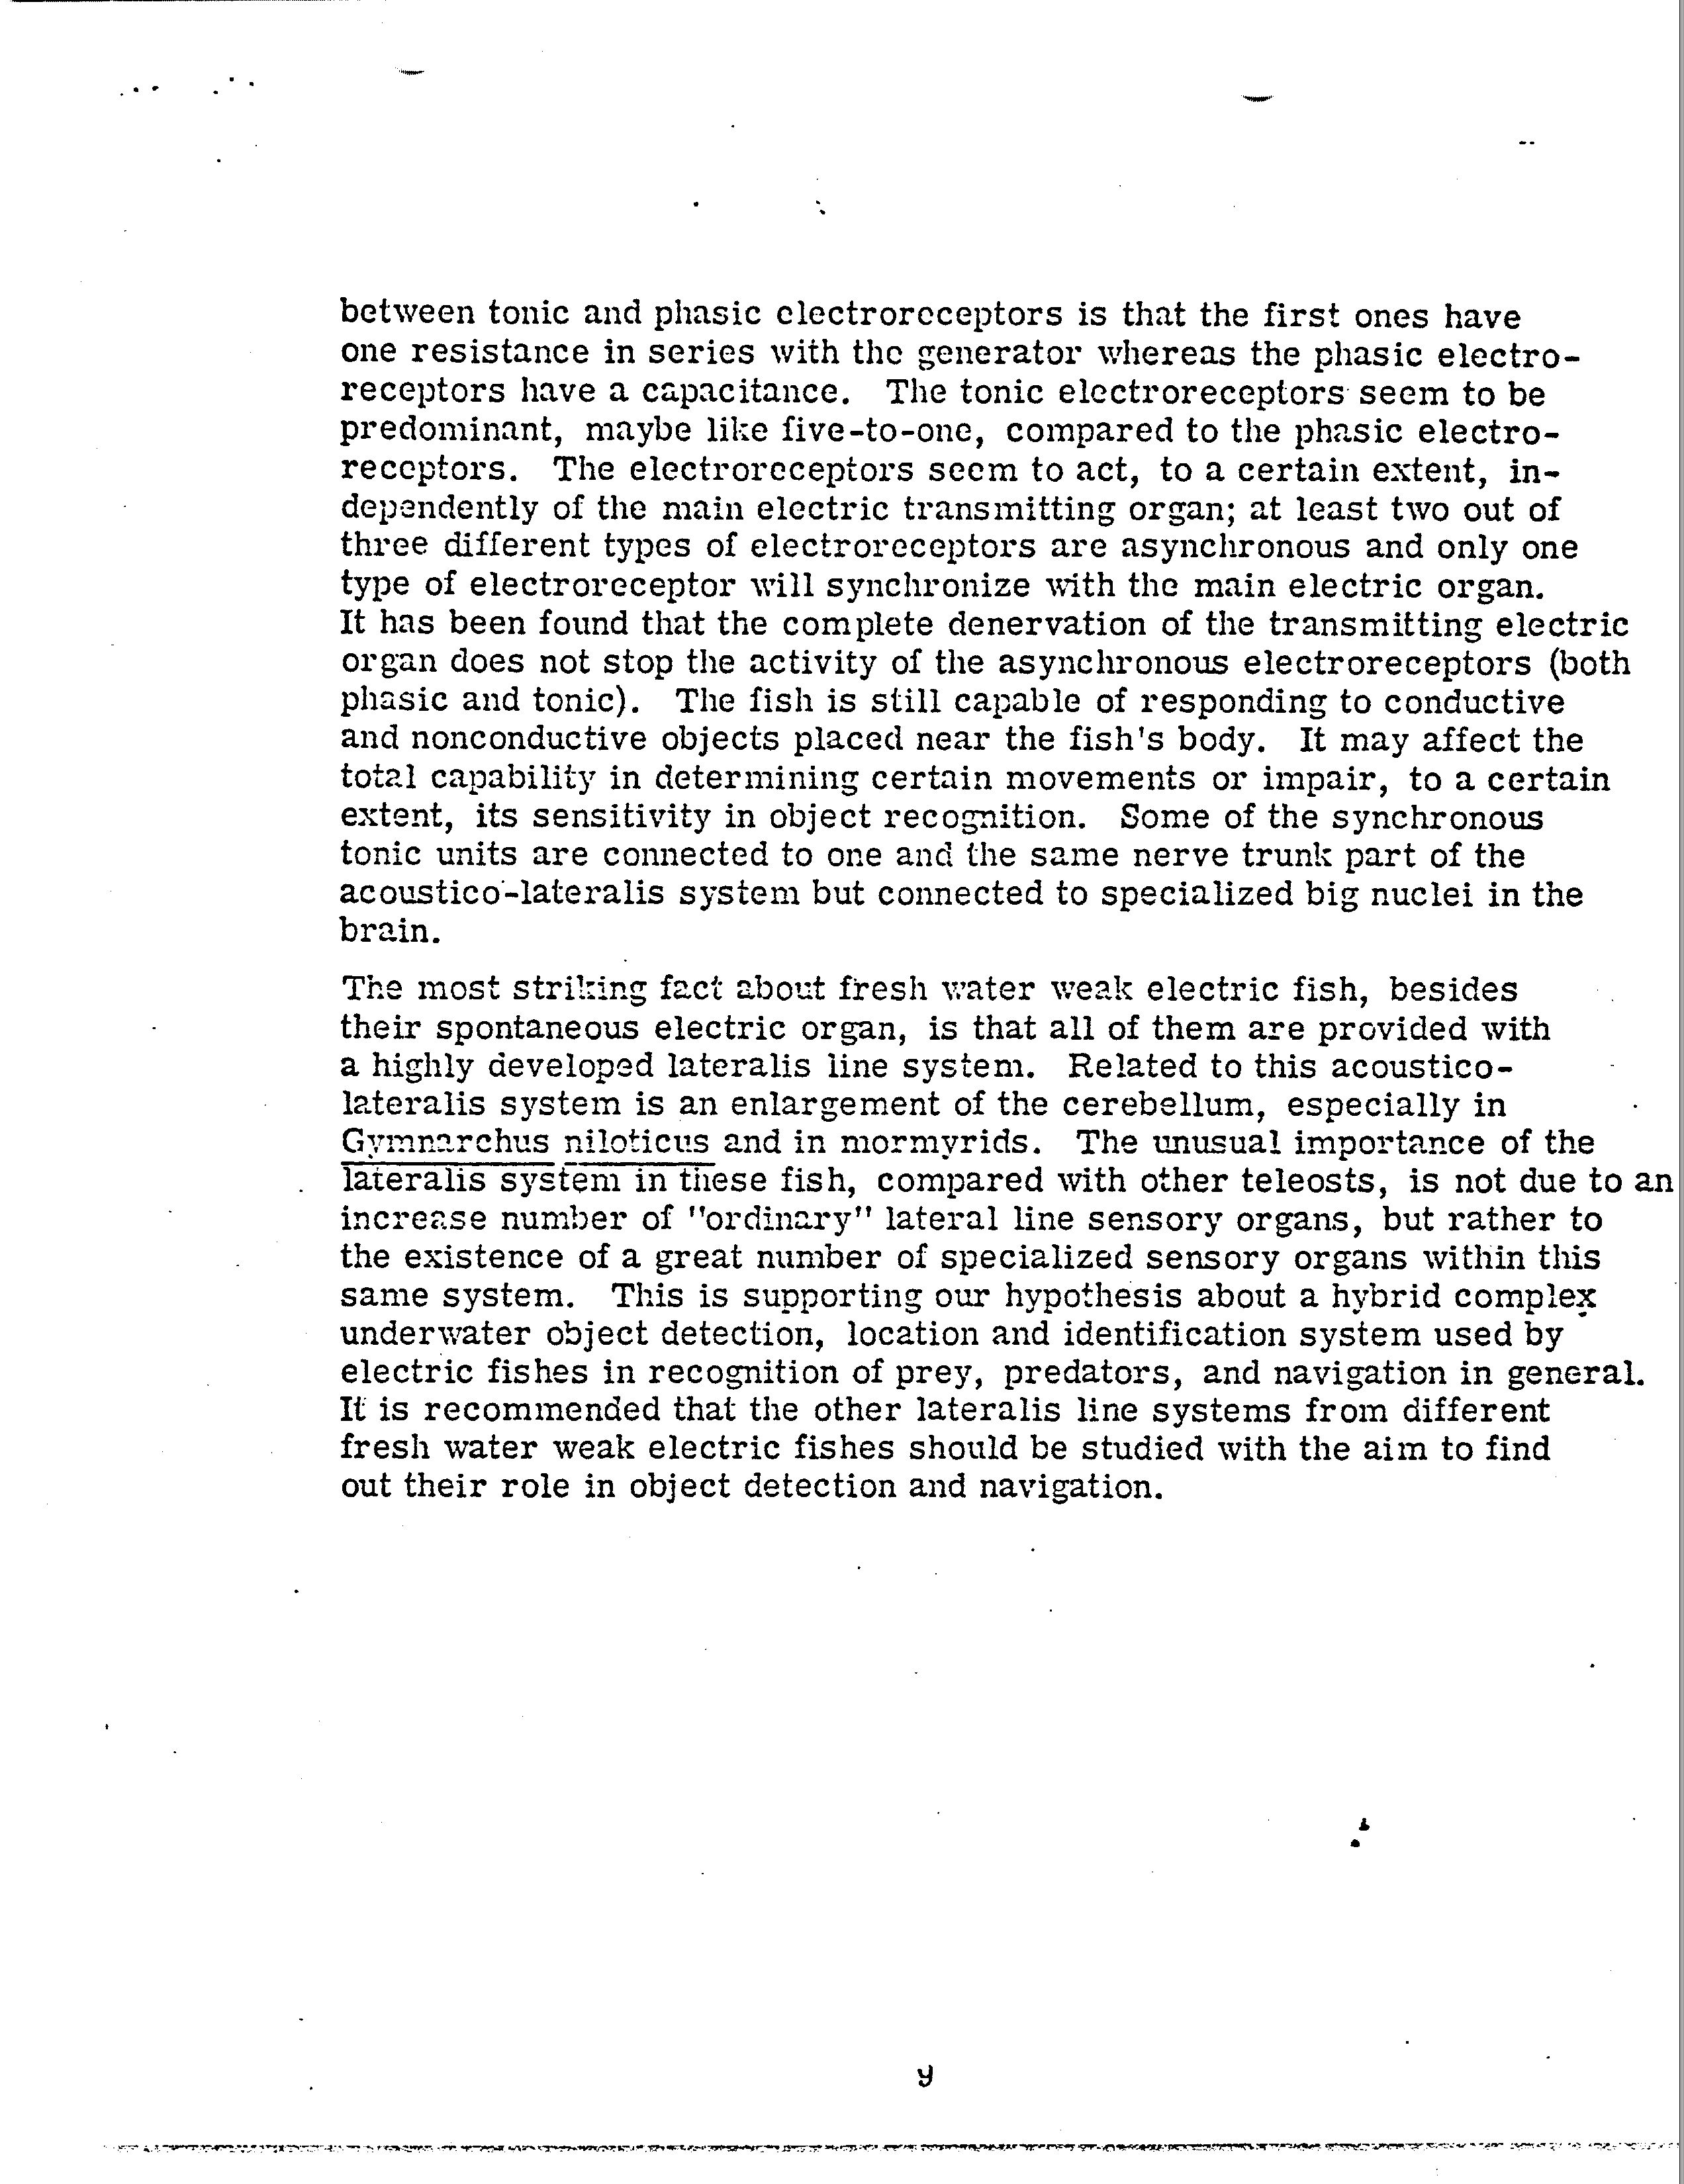 between tonic and phasic electroreceptors is that the first ones have
one resistance in series with the generator whereas the phasic electro-
receptors have a capacitance. The tonic electroreceptors seem to be
predominant, maybe like five-to-one, compared to the phasic electro-
receptors. The electroreceptors seem to act, to a certain extent, in-
dependently of the main electric transmitting organ; at least two out of
three different types of electroreceptors are asynchronous and only one
type of electroreceptor will synchronize with the main electric organ.
It has been found that the complete denervation of the transmitting electric
organ does not stop the activity of the asynchronous electroreceptors (both
phasic and tonic). The fish is still capable of responding to conductive
and nonconductive objects placed near the fish's body. It may affect the
total capability in determining certain movements or impair, to a certain
extent, its sensitivity in object recognition. Some of the synchronous
tonic units are connected to one and the same nerve trunk part of the
acoustico-lateralis system but connected to specialized big nuclei in the
brain.
The most striking fact about fresh water weak electric fish, besides
their spontaneous electric organ, is that all of them are provided with
a highly developed lateralis line system. Related to this acoustico-
lateralis system is an enlargement of the cerebellum, especially in
Gymnarchus niloticus and in mormyrids. The unusual importance of the
lateralis system in these fish, compared with other teleosts, is not due to an
increase number of "ordinary" lateral line sensory organs, but rather to
the existence of a great number of specialized sensory organs within this
same system. This is supporting our hypothesis about a hybrid complex
underwater object detection, location and identification system used by
electric fishes in recognition of prey, predators, and navigation in general.
It is recommended that the other lateralis line systems from different
fresh water weak electric fishes should be studied with the aim to find
out their role in object detection and navigation.
y